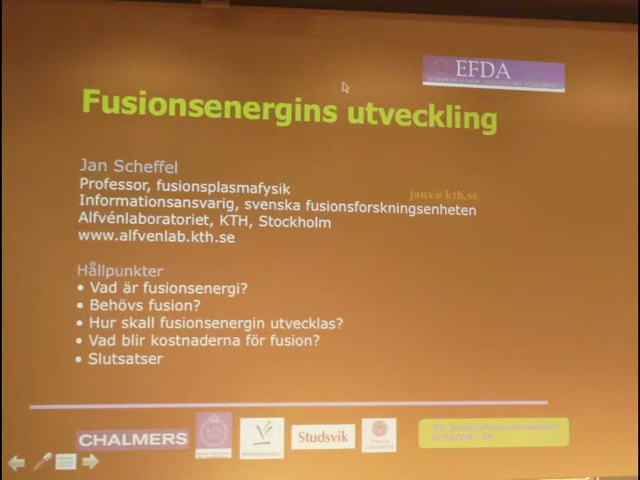 EFDA
Fusionsenergins utveckling
Jan Scheffel
Professor, fusionsplasmafysik
janv@kth.se
Informationsansvarig, svenska fusionsforskningsenheten
Alfvénlaboratoriet, KTH, Stockholm
www.alfvenlab.kth.se
Hållpunkter
• Vad är fusionsenergi?
• Behövs fusion?
• Hur skall fusionsenergin utvecklas?
• Vad blir kostnaderna för fusion?
• Slutsatser
CHALMERS
KTH
Studsvik